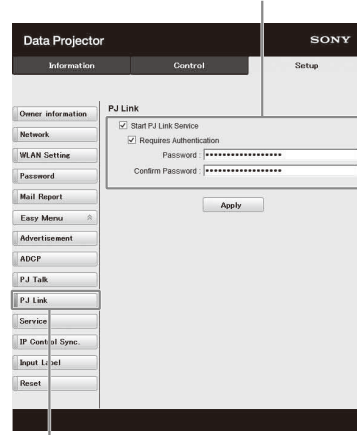 Data Projector
SONY
Information Control Setup
Owner information
Network
WLAN Setting
Password
Mail Report
Easy Menu
Advertisement
ADCP
PJ Talk
PJ Link
Service
IP Control Sync.
Input Label
Reset
PJ Link
Start PJ Link Service
Requires Authentication
Password :
Confirm Password :
Apply